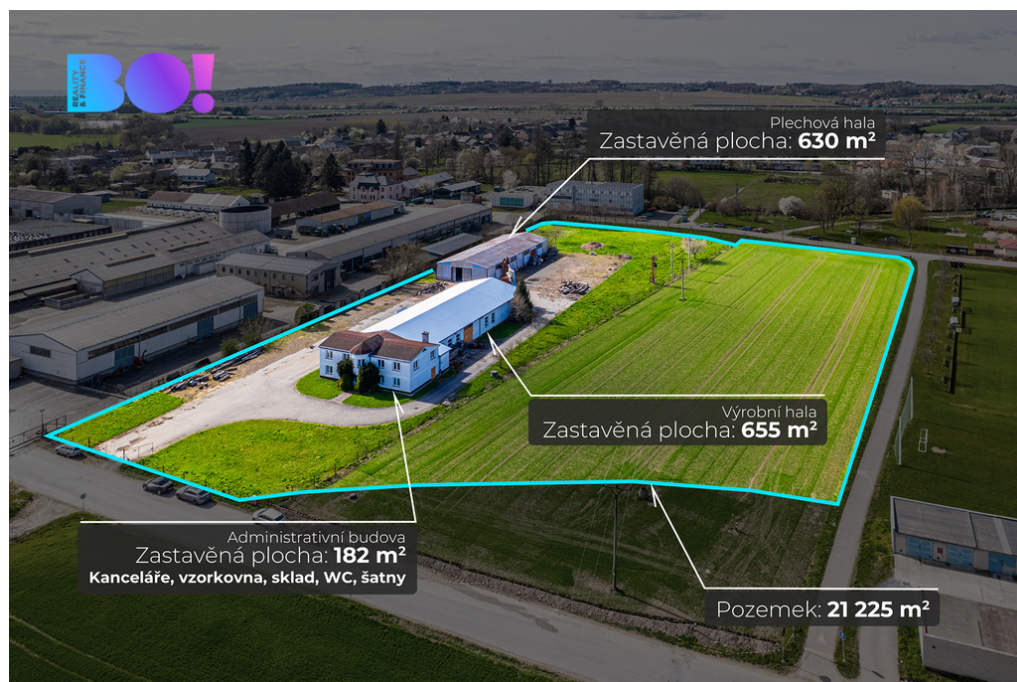 BO!
REALITY
& FINANCE
Plechová hala
Zastavěná plocha: 630 m²
Výrobní hala
Zastavěná plocha: 655 m²
Administrativní budova
Zastavěná plocha: 182 m²
Kanceláře, vzorkovna, sklad, WC, šatny
Pozemek: 21 225 m²